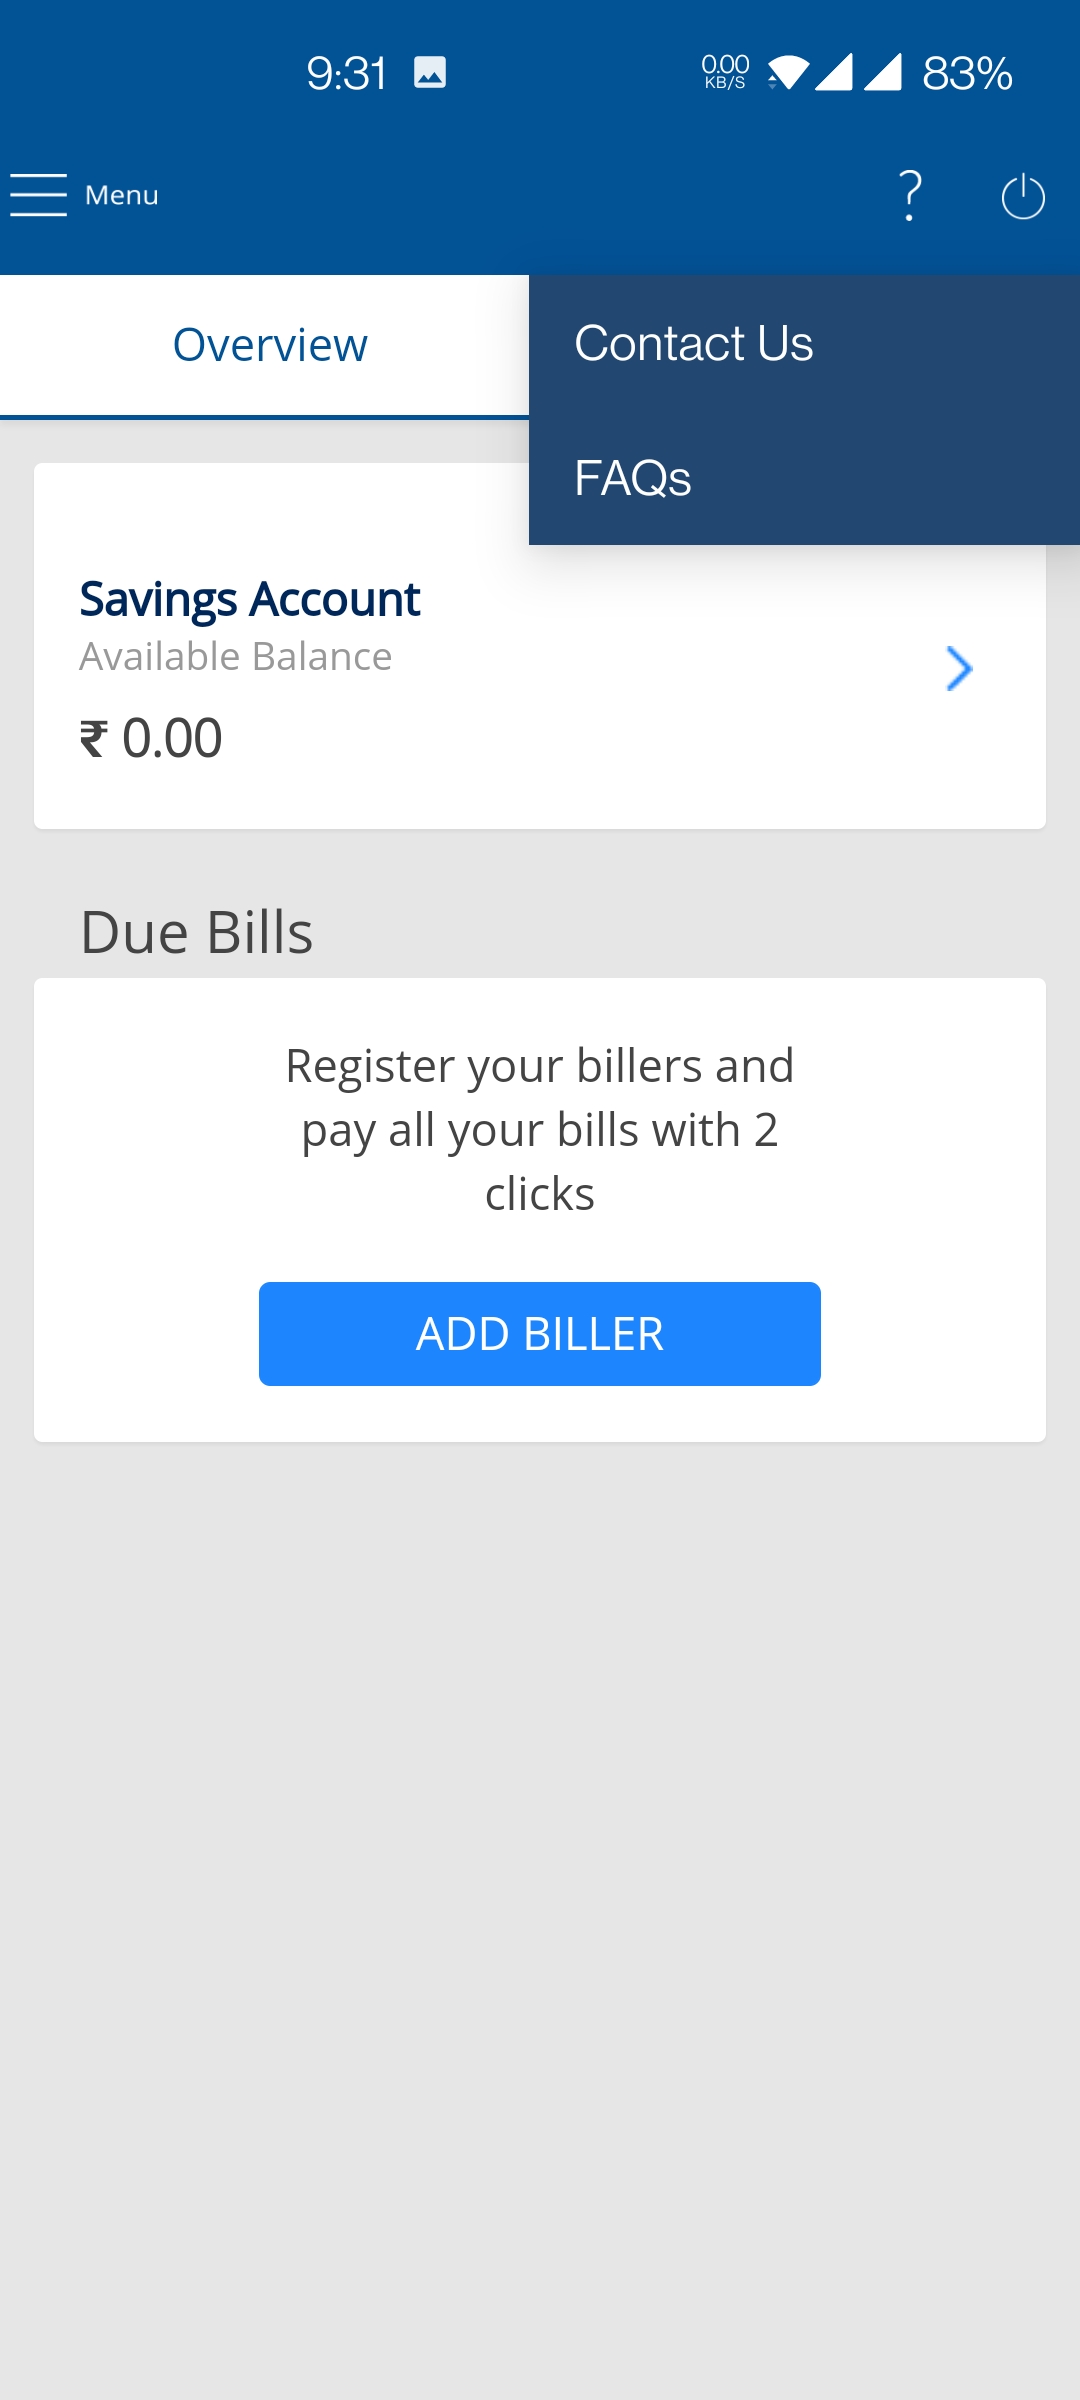 9:31
0.00
KB/S
83%
Menu
?
Overview
Contact Us
FAQs
Savings Account
Available Balance
₹ 0.00
Due Bills
Register your billers and
pay all your bills with 2
clicks
ADD BILLER